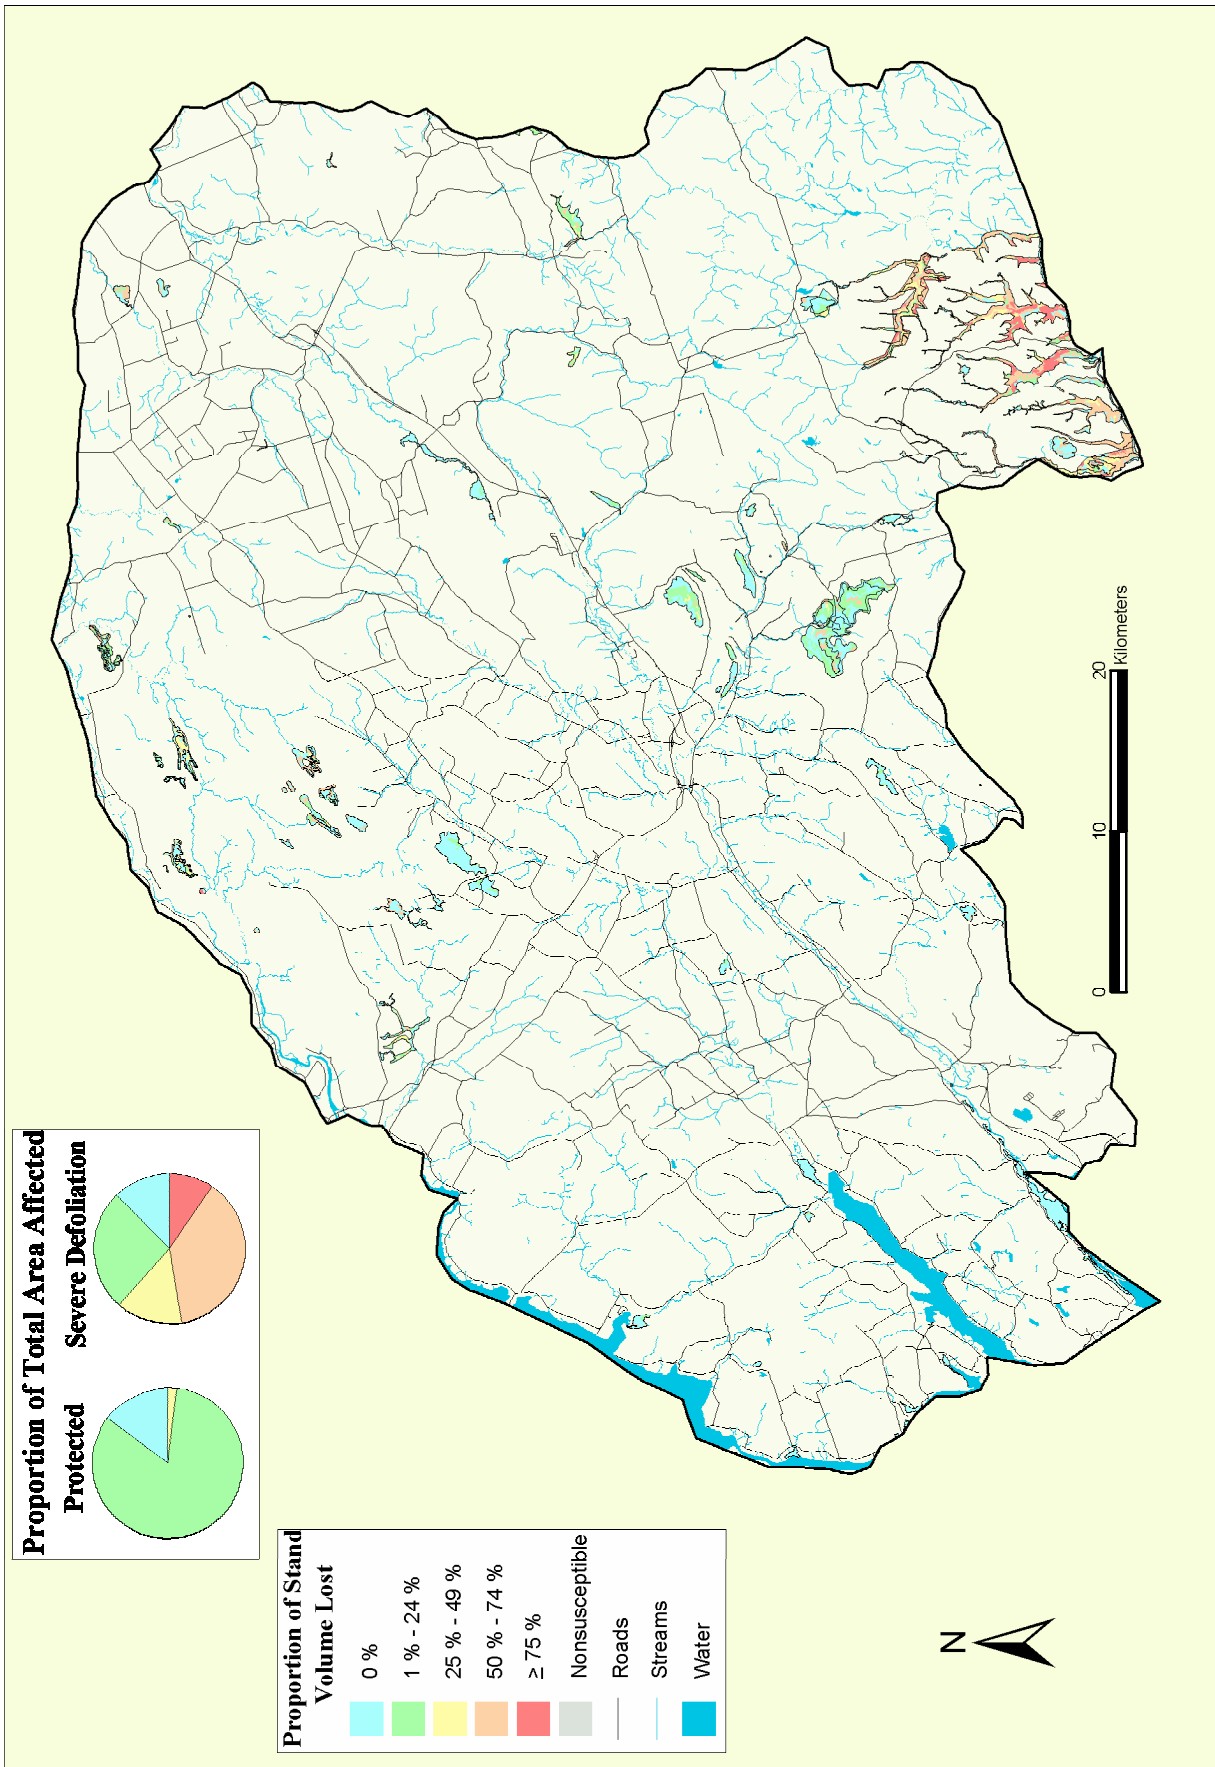 Proportion of Total Area Affected
Protected
Severe Defoliation
Proportion of Stand
Volume Lost
0 %
1 % - 24 %
25 % - 49 %
50 % - 74 %
≥ 75 %
Nonsusceptible
Roads
Streams
Water
N
0
10
20
Kilometers